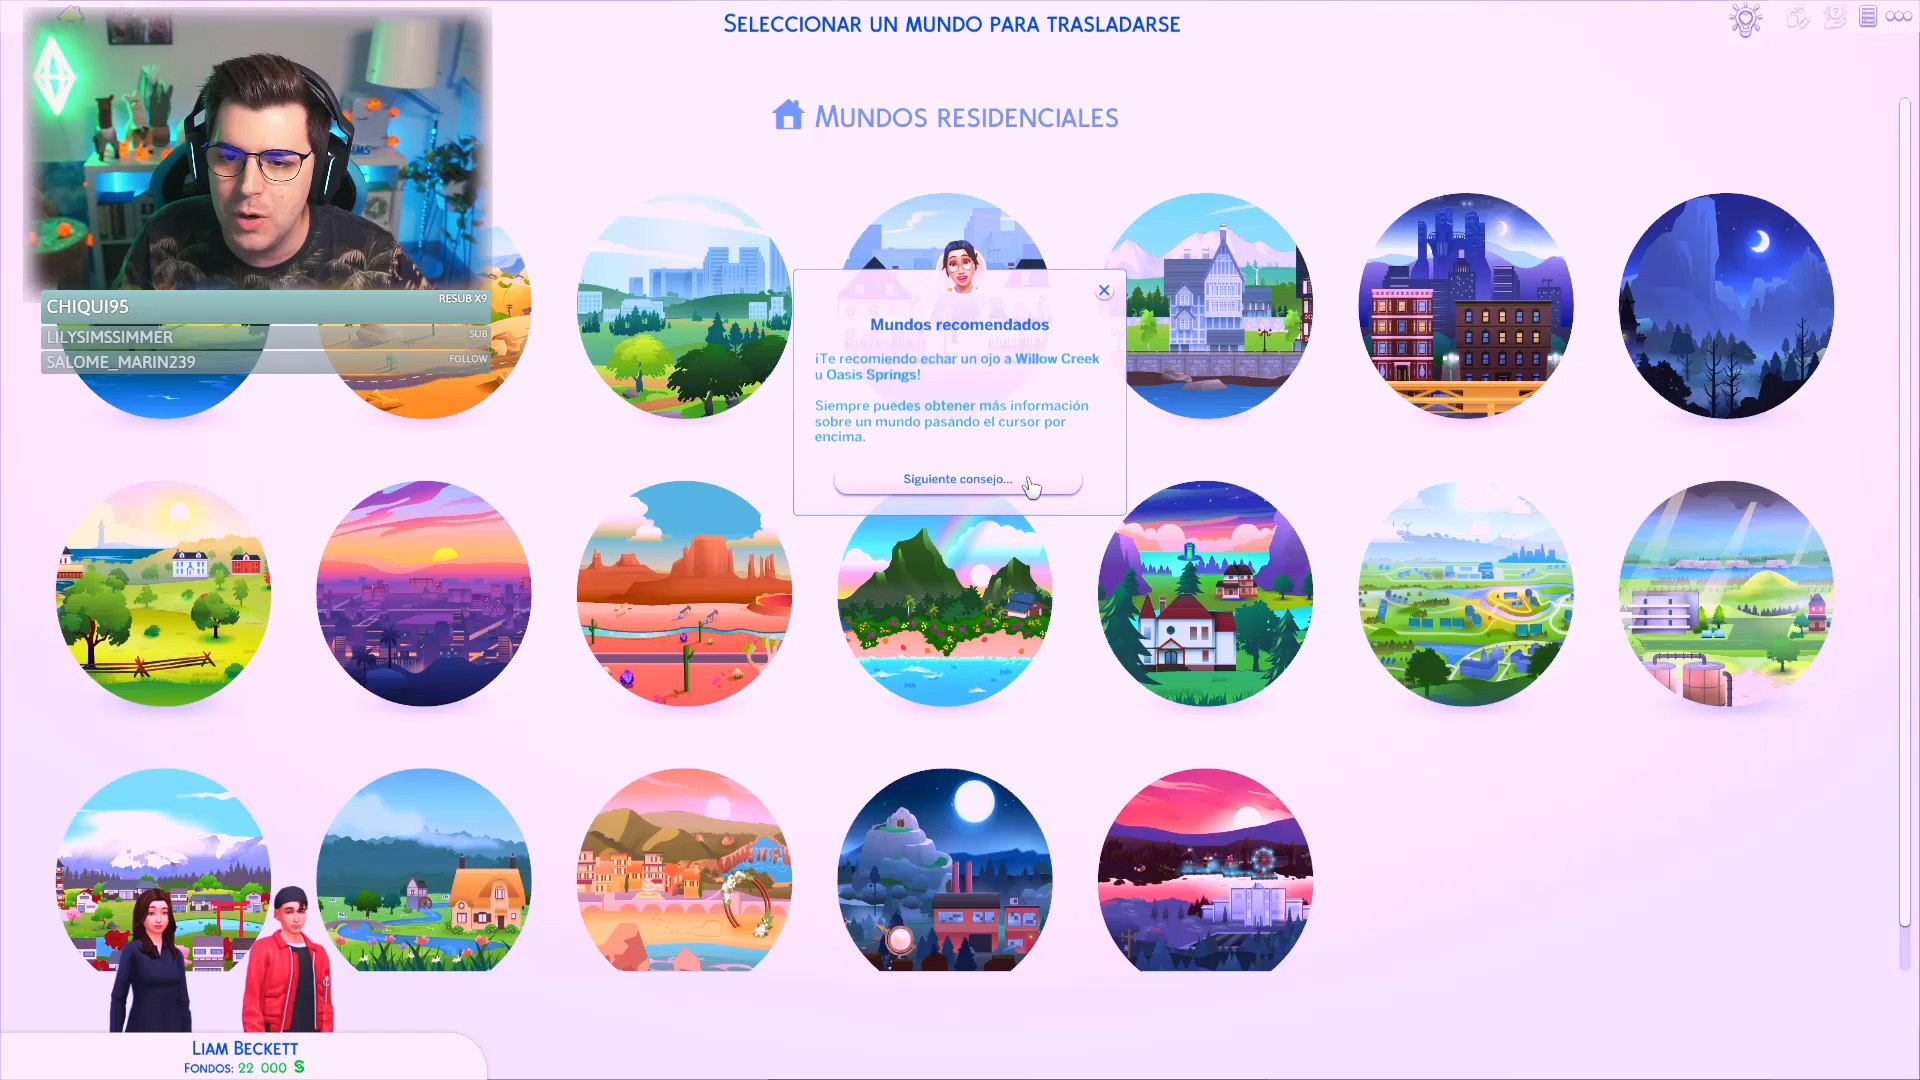 SELECCIONAR UN MUNDO PARA TRASLADARSE
MUNDOS RESIDENCIALES
CHIQUI95
RESUB X9
LILYSIMSSIMMER
SUB
SALOME_MARIN239
FOLLOW
Mundos recomendados
¡Te recomiendo echar un ojo a Willow Creek
u Oasis Springs!
Siempre puedes obtener más información
sobre un mundo pasando el cursor por
encima.
Siguiente consejo...
LIAM BECKETT
FONDOS: 22 000 $